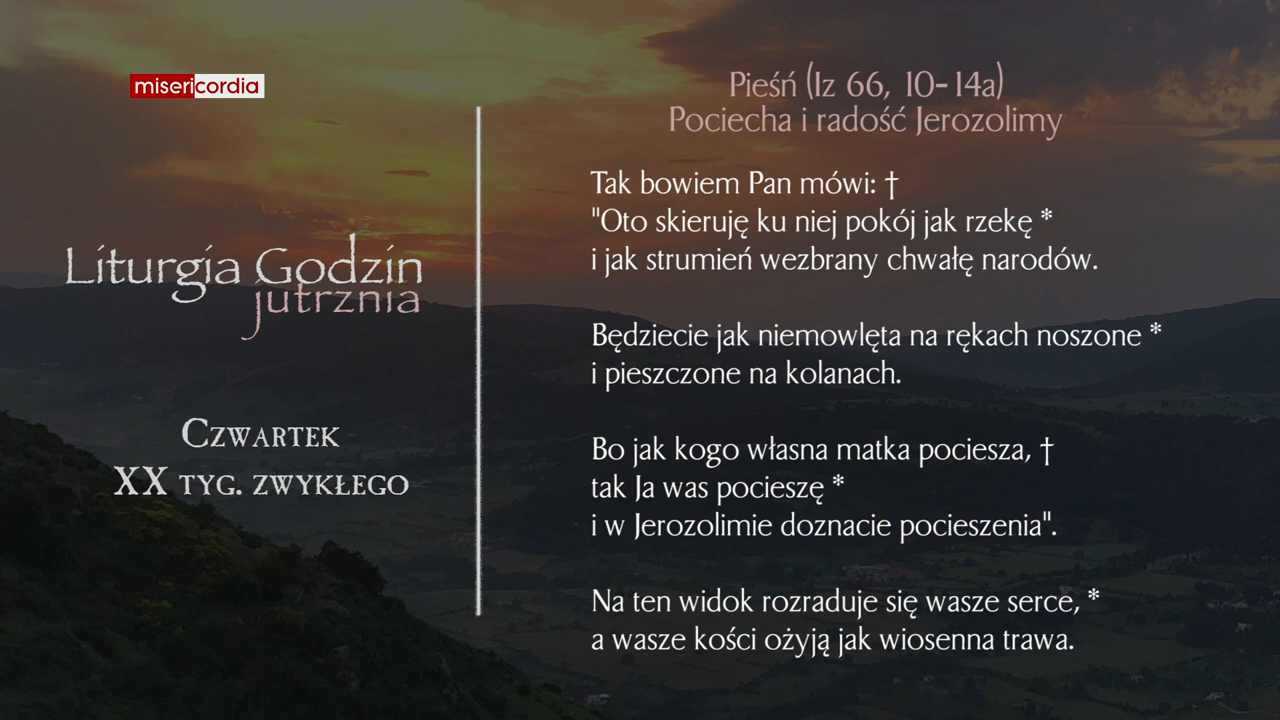 misericordia
Liturgia Godzin
jutrznia
Czwartek
XX tyg. zwykłego
Pieśń (Iz 66, 10-14a)
Pociecha i radość Jerozolimy
Tak bowiem Pan mówi: †
"Oto skieruję ku niej pokój jak rzekę *
i jak strumień wezbrany chwałę narodów.
Będziecie jak niemowlęta na rękach noszone *
i pieszczone na kolanach.
Bo jak kogo własna matka pociesza, †
tak Ja was pocieszę *
i w Jerozolimie doznacie pocieszenia".
Na ten widok rozraduje się wasze serce, *
a wasze kości ożyją jak wiosenna trawa.